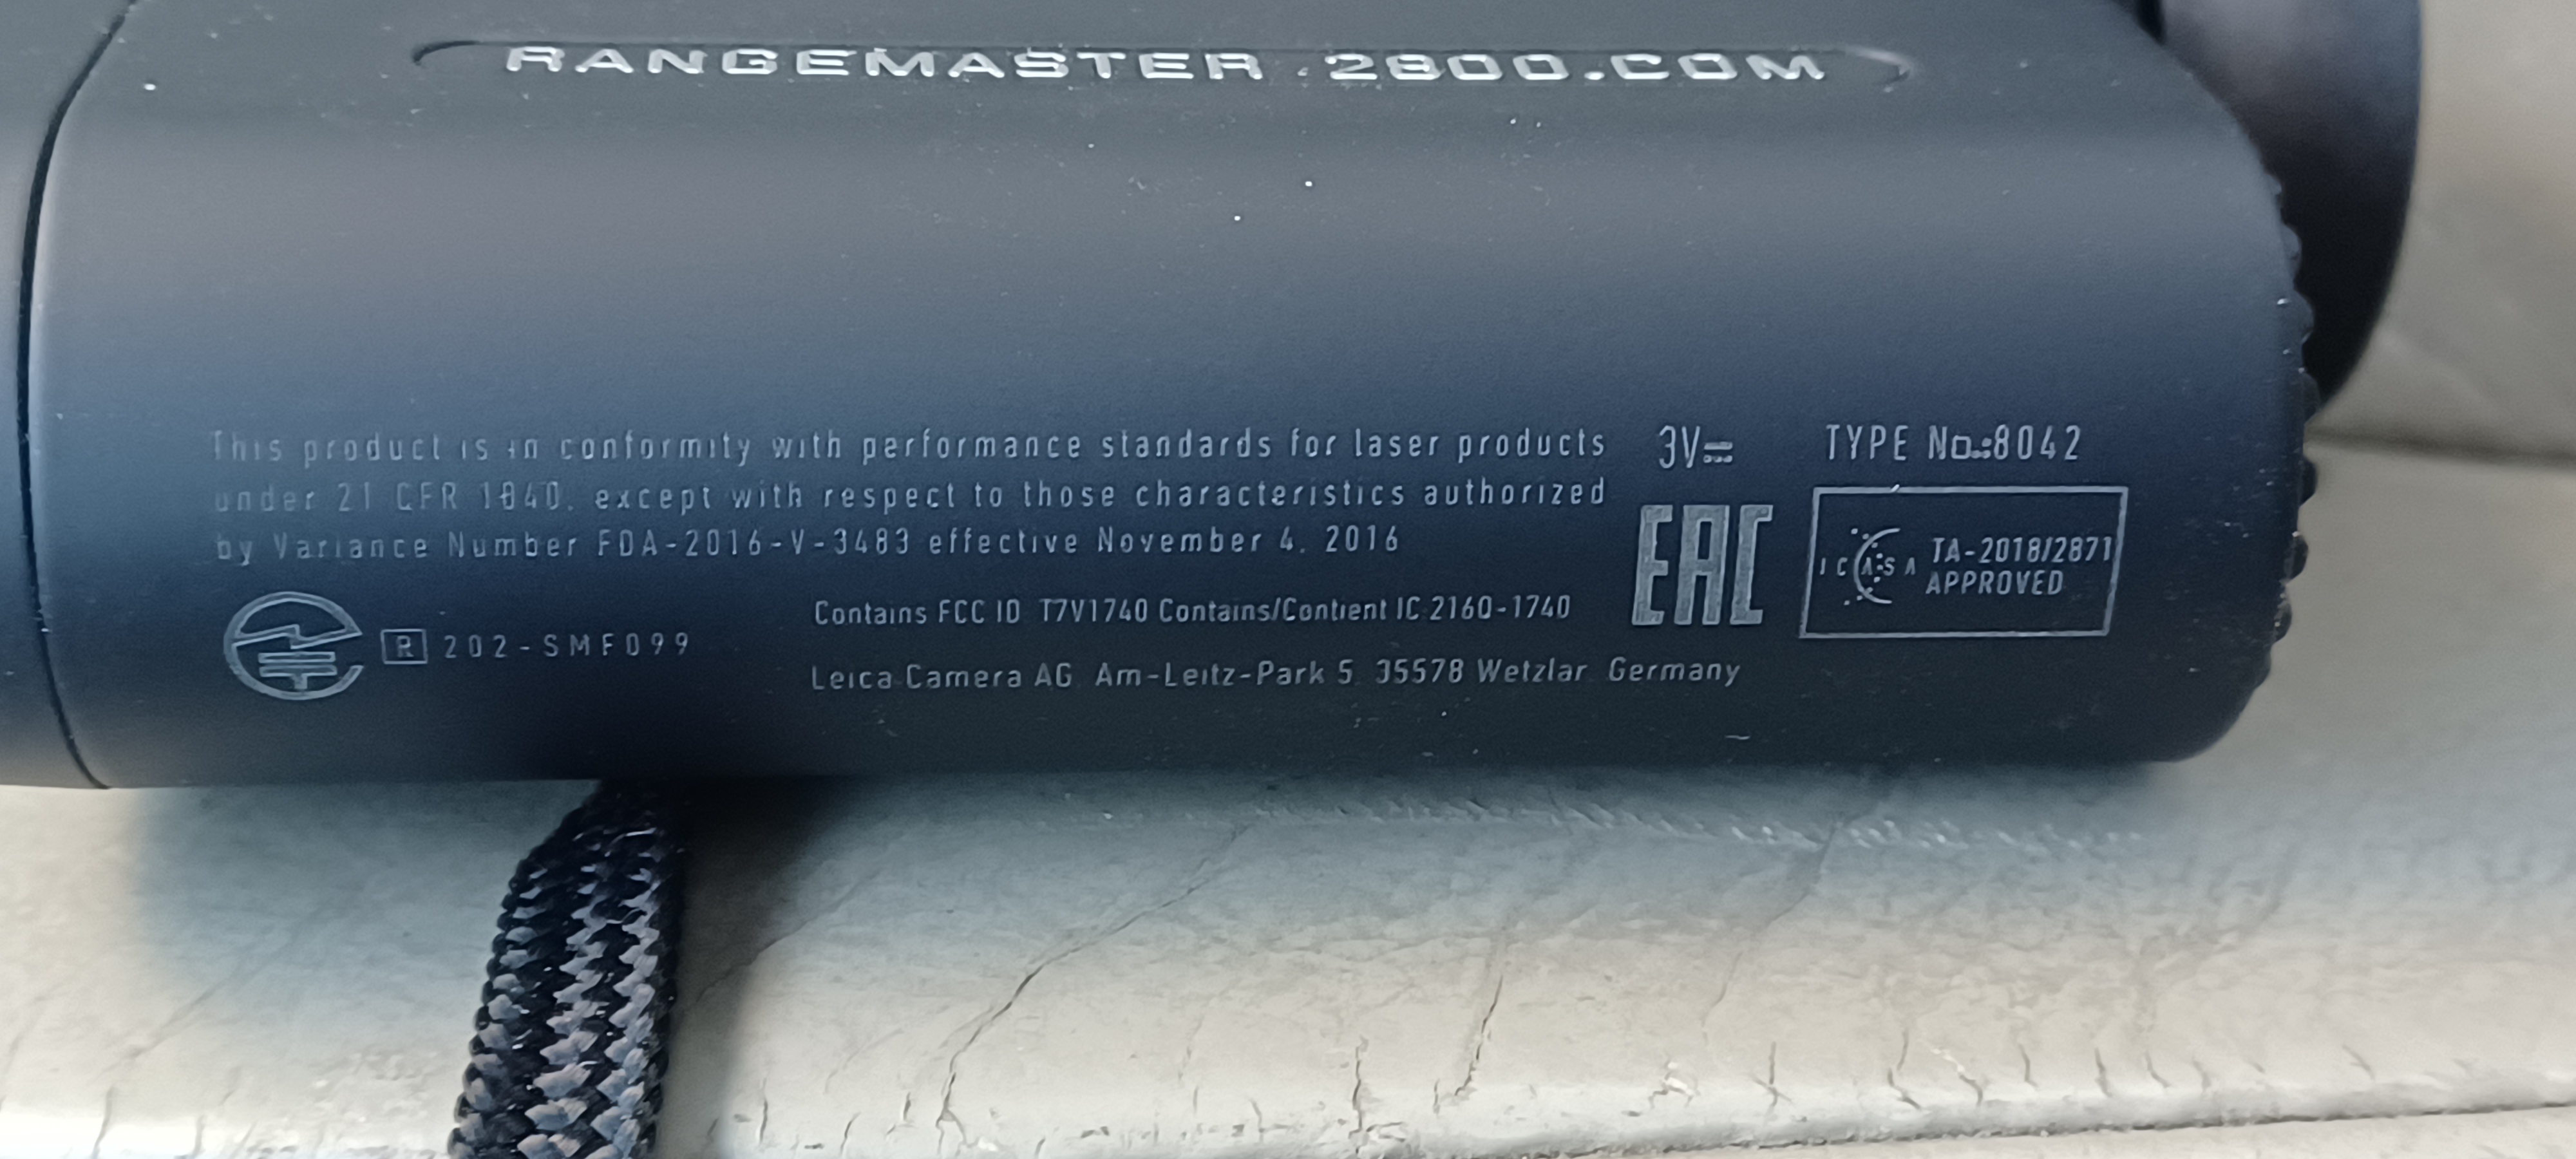 RANGEMASTER 2800.COM
This product is in conformity with performance standards for laser products
under 21 CFR 1040, except with respect to those characteristics authorized
by Variance Number FDA-2016-V-3483 effective November 4, 2016
3V
TYPE No.:8042
EAC
ICASA TA-2018/2871
APPROVED
R 202-SMF099
Contains FCC ID T7V1740 Contains/Contient IC 2160-1740
Leica Camera AG Am-Leitz-Park 5 35578 Wetzlar Germany